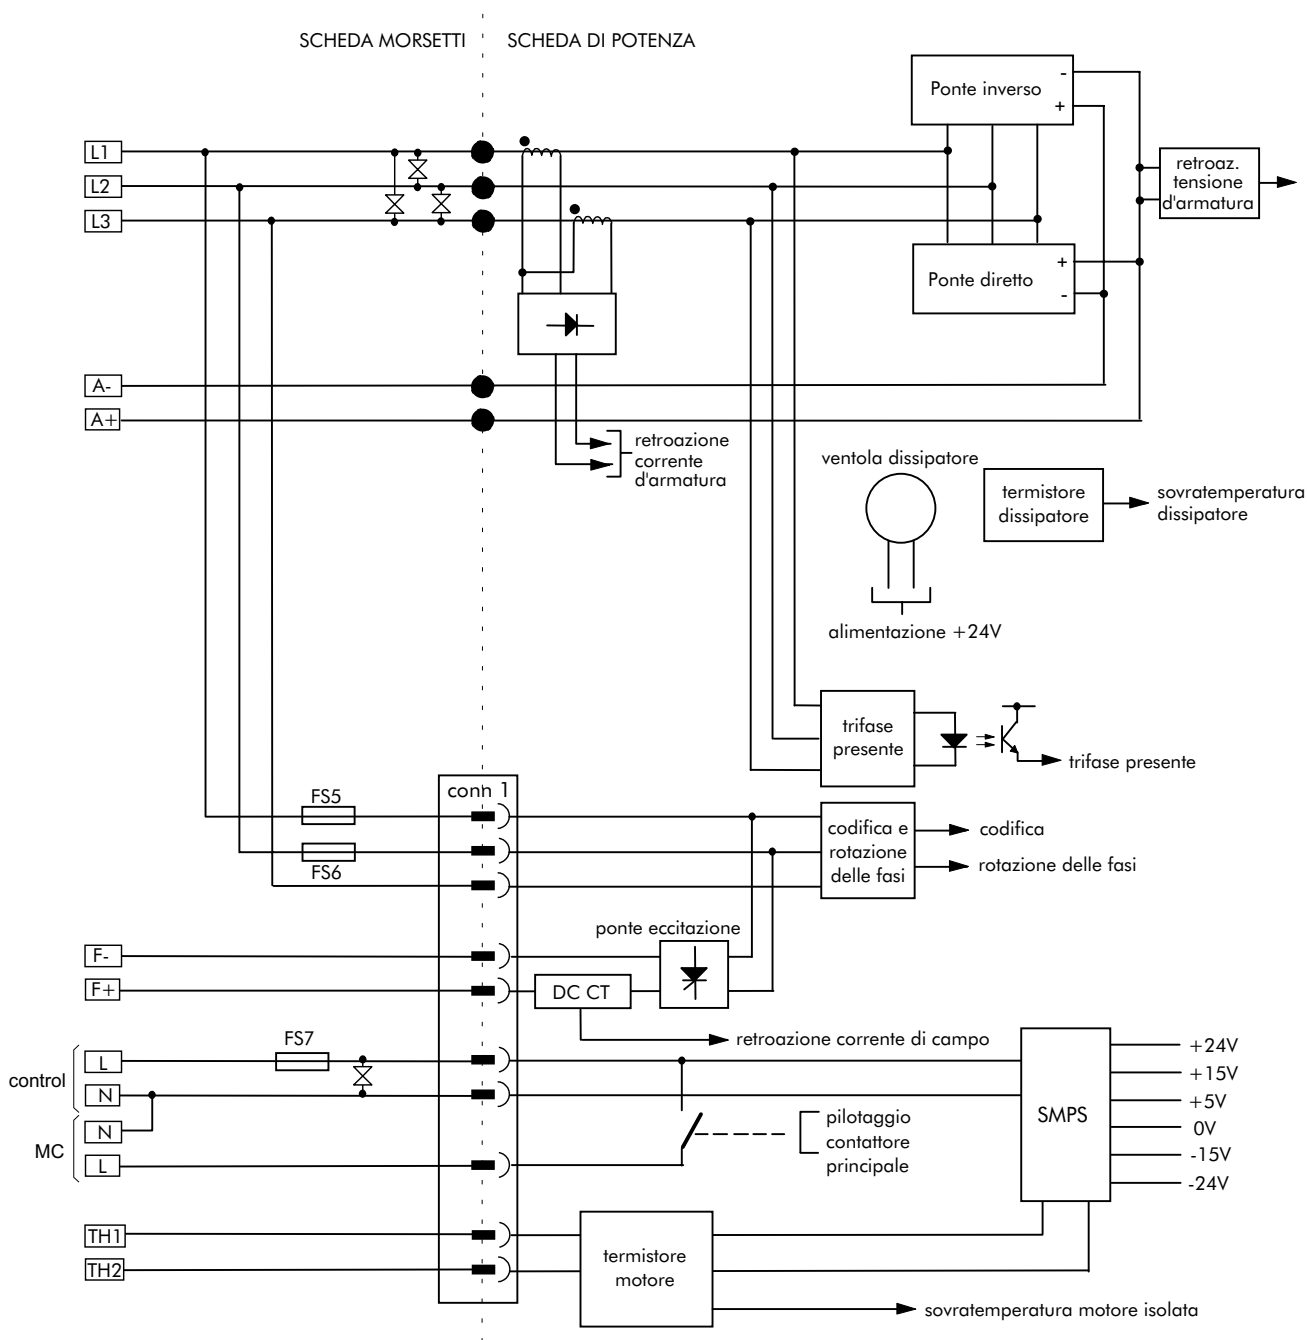 SCHEDA MORSETTI
SCHEDA DI POTENZA
Ponte inverso
-
+
L1
L2
L3
retroaz.
tensione
d'armatura
Ponte diretto
+
-
A-
A+
retroazione
corrente
d'armatura
ventola dissipatore
termistore
dissipatore
sovratemperatura
dissipatore
alimentazione +24V
trifase
presente
trifase presente
conn 1
FS5
FS6
codifica e
rotazione
delle fasi
codifica
rotazione delle fasi
ponte eccitazione
F-
F+
DC CT
retroazione corrente di campo
FS7
control
L
N
MC
N
L
pilotaggio
contattore
principale
SMPS
+24V
+15V
+5V
0V
-15V
-24V
TH1
TH2
termistore
motore
sovratemperatura motore isolata